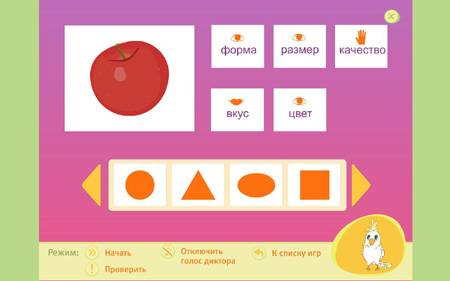 форма
размер
качество
вкус
цвет
Режим:
Начать
Отключить
голос диктора
К списку игр
Проверить